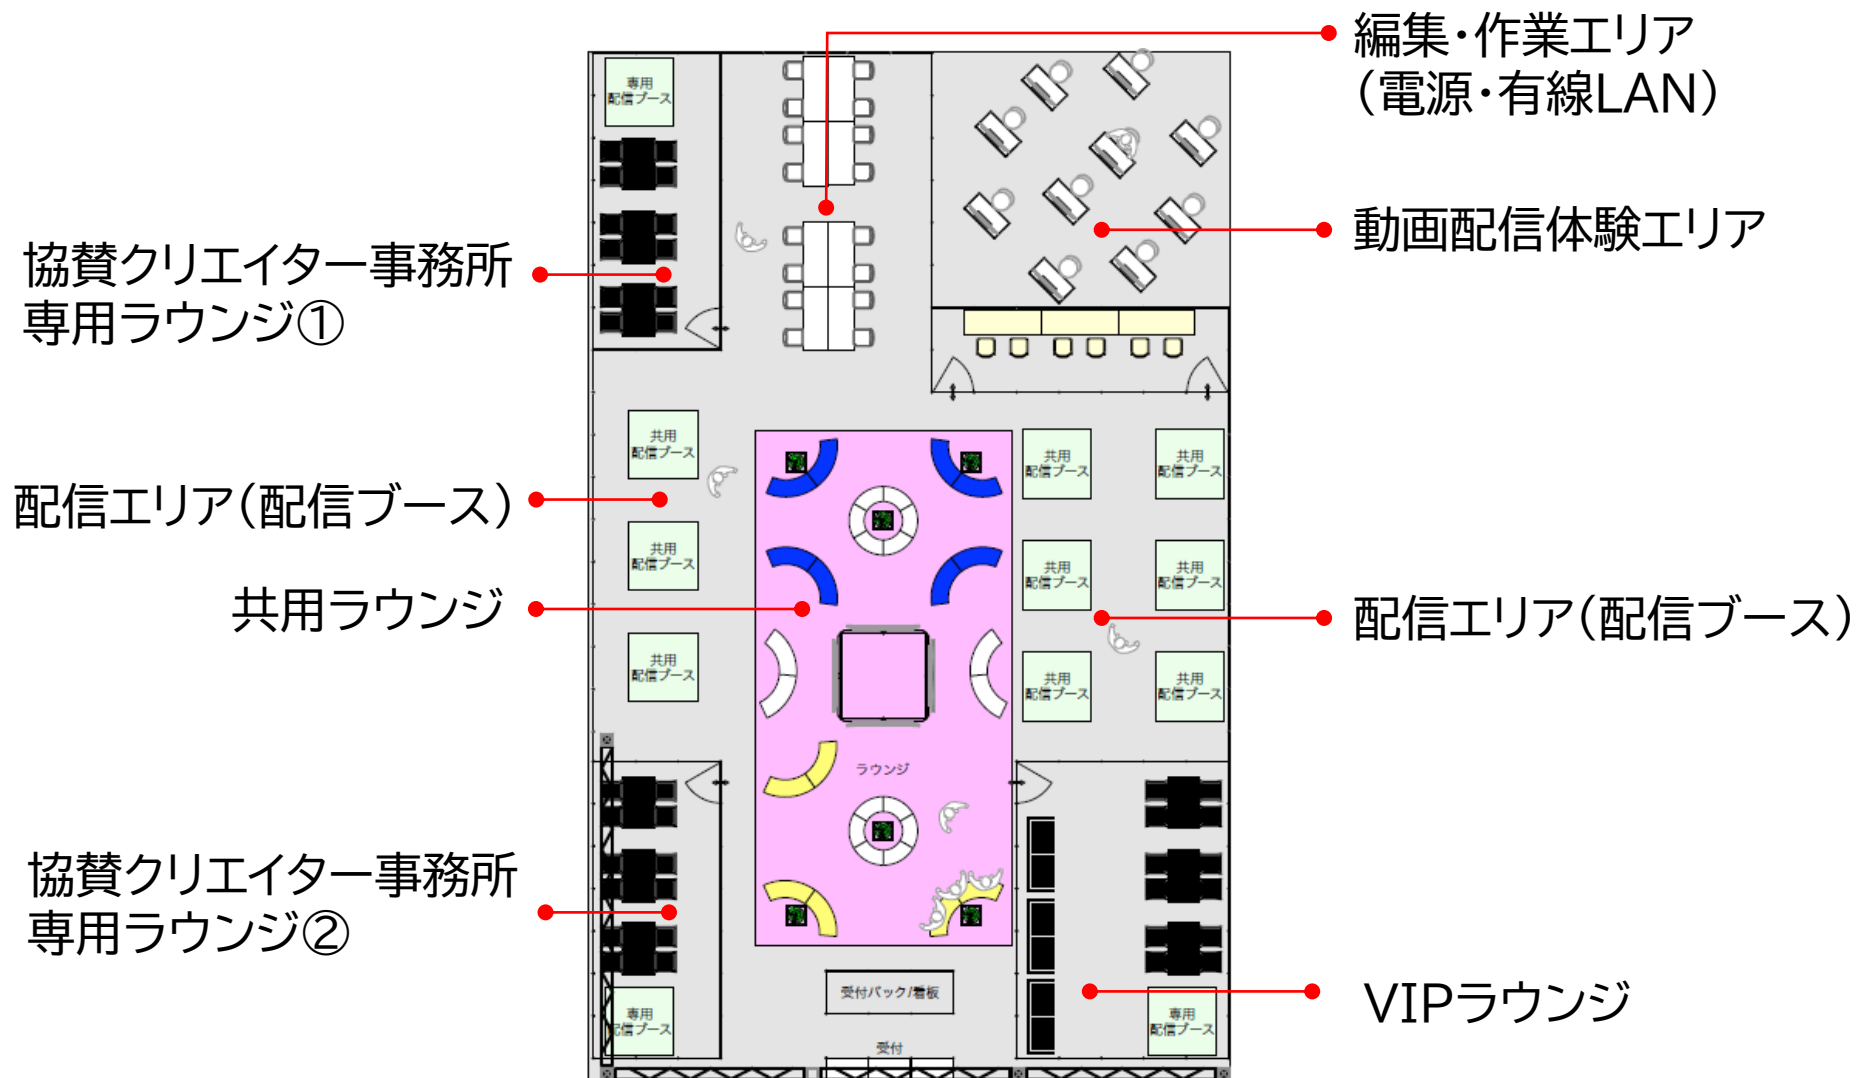 編集・作業エリア
（電源・有線LAN）
動画配信体験エリア
協賛クリエイター事務所
専用ラウンジ①
専用
配信ブース
配信エリア(配信ブース)
共用
配信ブース
共用
配信ブース
共用
配信ブース
共用ラウンジ
共用
配信ブース
共用
配信ブース
共用
配信ブース
共用
配信ブース
共用
配信ブース
共用
配信ブース
配信エリア(配信ブース)
ラウンジ
協賛クリエイター事務所
専用ラウンジ②
専用
配信ブース
受付バック/看板
受付
専用
配信ブース
VIPラウンジ